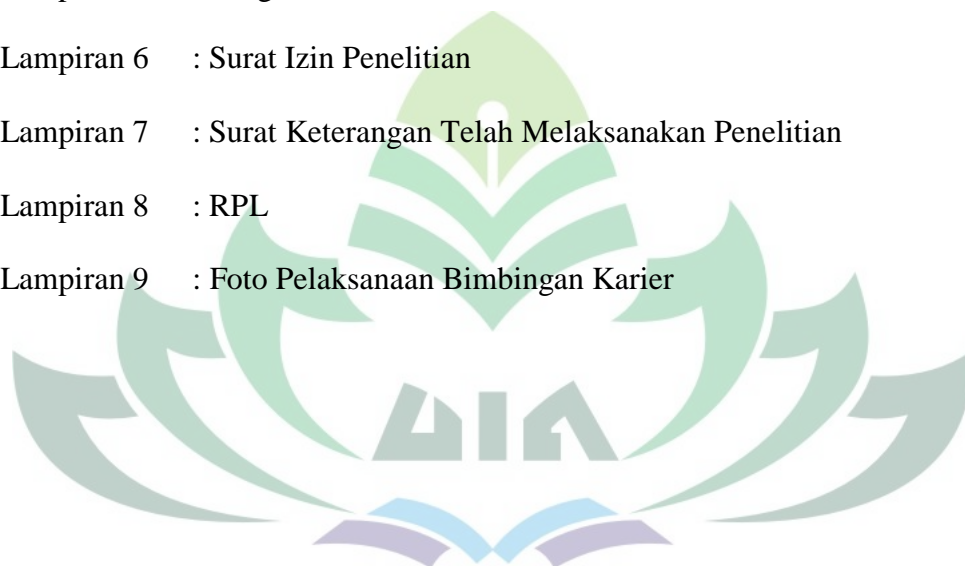 Lampiran 6 : Surat Izin Penelitian
Lampiran 7 : Surat Keterangan Telah Melaksanakan Penelitian
Lampiran 8 : RPL
Lampiran 9 : Foto Pelaksanaan Bimbingan Karier
UIN